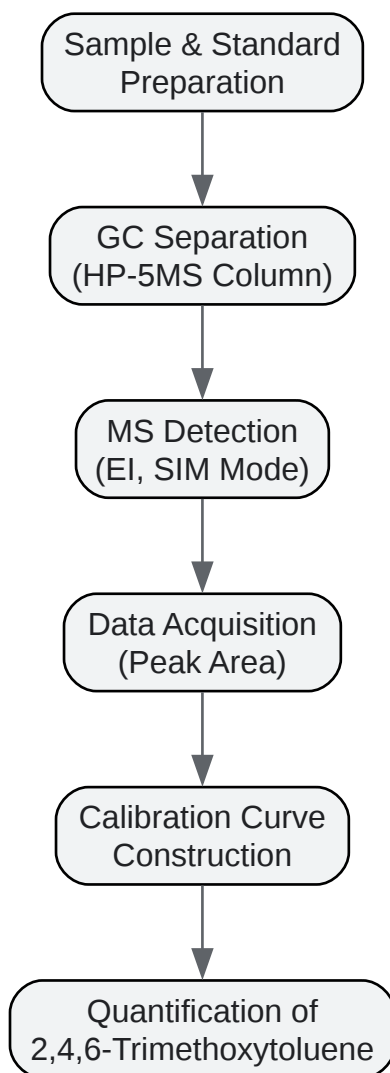 Sample & Standard
Preparation
GC Separation
(HP-5MS Column)
MS Detection
(EI, SIM Mode)
Data Acquisition
(Peak Area)
Calibration Curve
Construction
Quantification of
2,4,6-Trimethoxytoluene